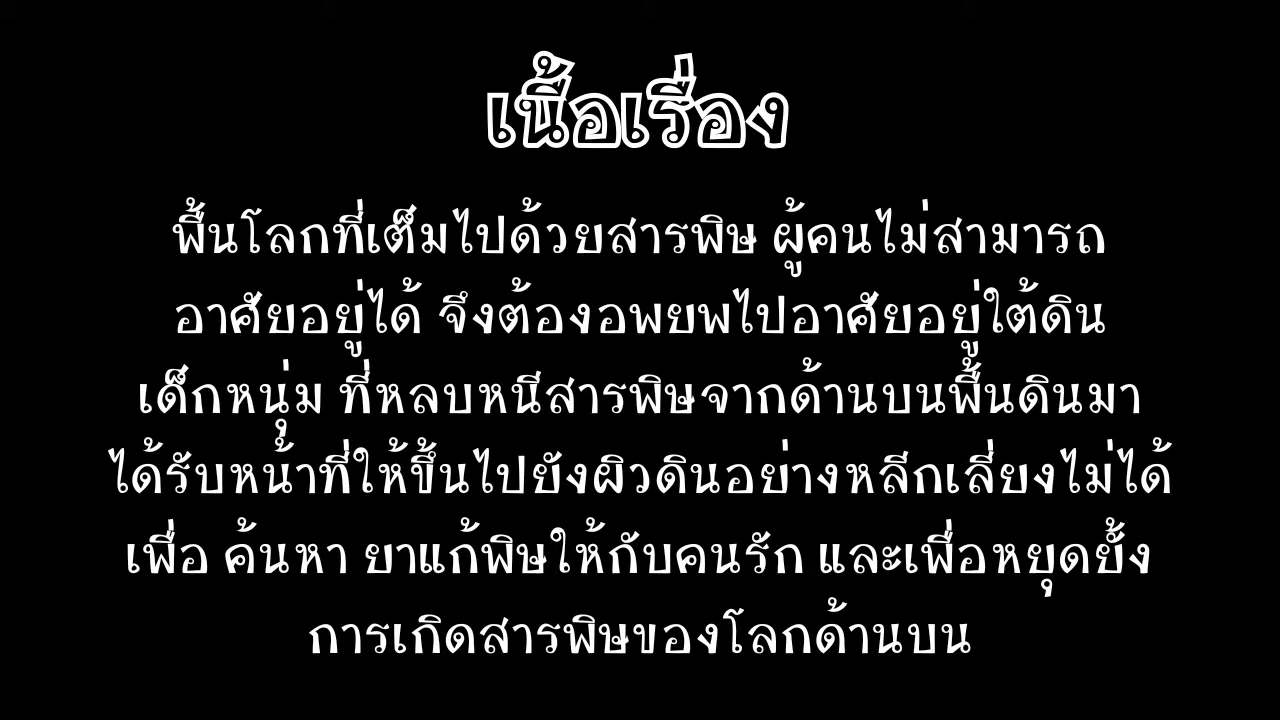 เนื้อเรื่อง
พื้นโลกที่เต็มไปด้วยสารพิษ ผู้คนไม่สามารถ
อาศัยอยู่ได้ จึงต้องอพยพไปอาศัยอยู่ใต้ดิน
เด็กหนุ่ม ที่หลบหนีสารพิษจากด้านบนพื้นดินมา
ได้รับหน้าที่ให้ขึ้นไปยังผิวดินอย่างหลีกเลี่ยงไม่ได้
เพื่อ ค้นหา ยาแก้พิษให้กับคนรัก และเพื่อหยุดยั้ง
การเกิดสารพิษของโลกด้านบน